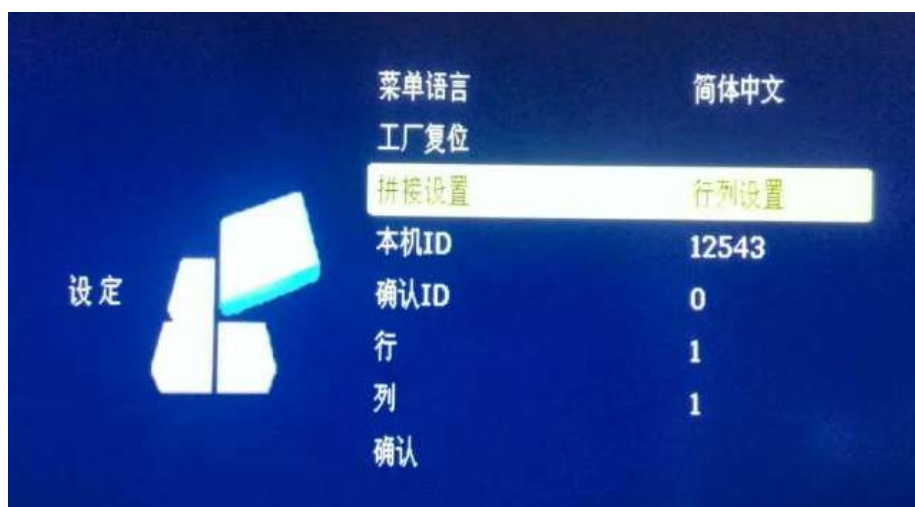 菜单语言 简体中文
工厂复位
拼接设置 行列设置
本机ID 12543
设定
确认ID 0
行 1
列 1
确认